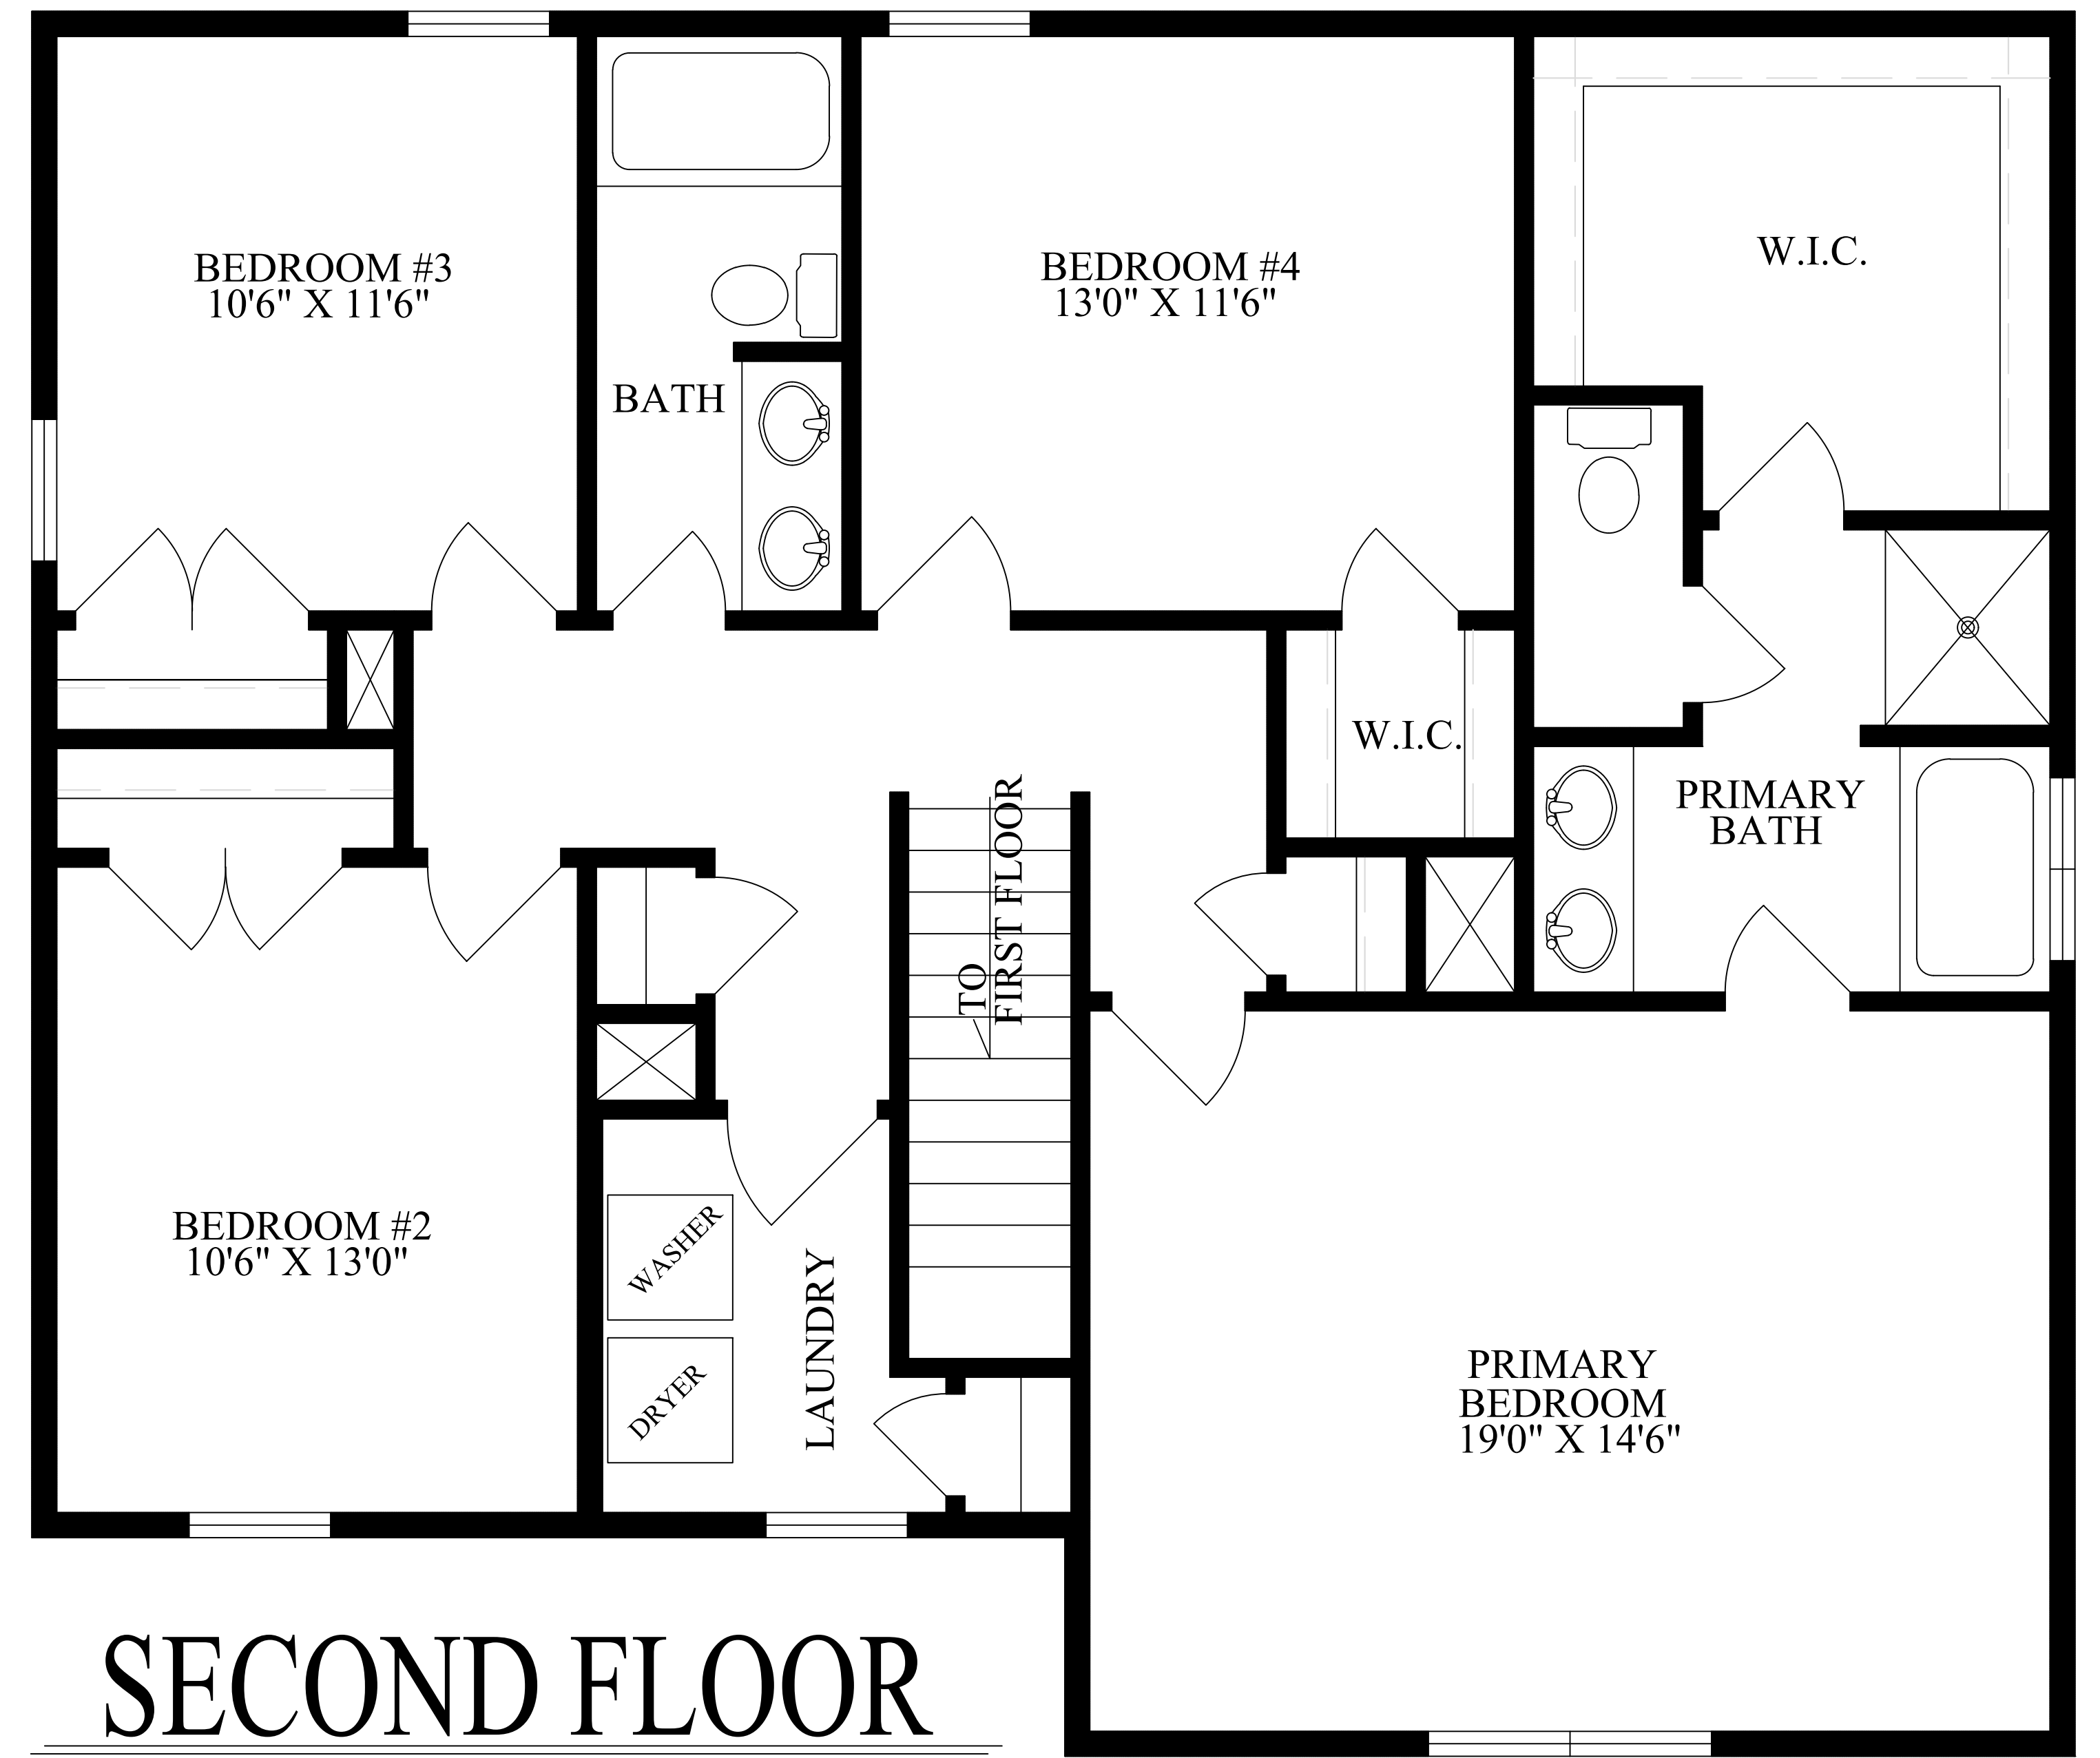 BEDROOM #3
10'6" X 11'6"
BATH
BEDROOM #4
13'0" X 11'6"
W.I.C.
W.I.C.
PRIMARY
BATH
TO
FIRST FLOOR
BEDROOM #2
10'6" X 13'0"
WASHER
DRYER
LAUNDRY
PRIMARY
BEDROOM
19'0" X 14'6"
SECOND FLOOR